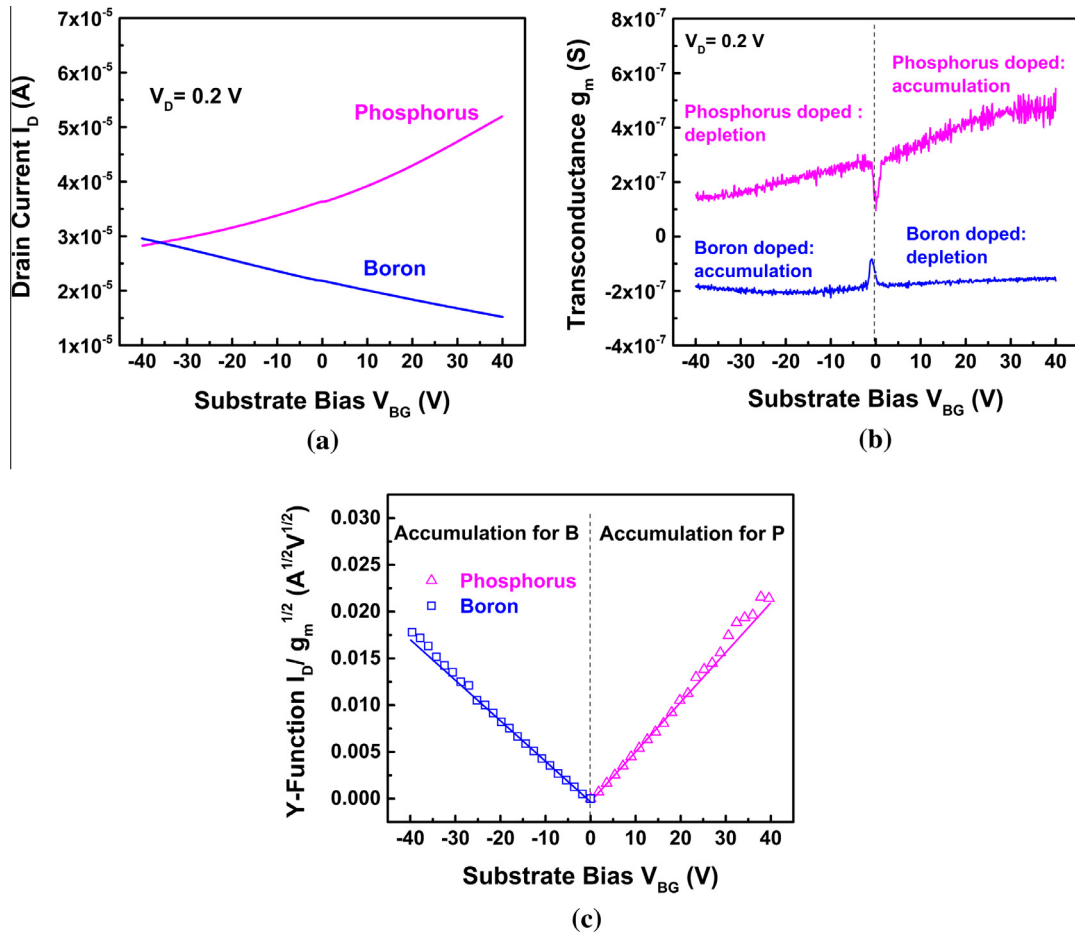 7x10⁻⁵
6x10⁻⁵
5x10⁻⁵
4x10⁻⁵
3x10⁻⁵
2x10⁻⁵
1x10⁻⁵
Drain Current I_D (A)
V_D= 0.2 V
Phosphorus
Boron
-40 -30 -20 -10 0 10 20 30 40
Substrate Bias V_BG (V)
(a)
8x10⁻⁷
6x10⁻⁷
4x10⁻⁷
2x10⁻⁷
0
-2x10⁻⁷
-4x10⁻⁷
Transconductance g_m (S)
V_D= 0.2 V
Phosphorus doped:
accumulation
Phosphorus doped :
depletion
Boron doped:
accumulation
Boron doped:
depletion
-40 -30 -20 -10 0 10 20 30 40
Substrate Bias V_BG (V)
(b)
0.030
0.025
0.020
0.015
0.010
0.005
0.000
Y-Function I_D/ g_m^1/2 (A^1/2V^1/2)
Accumulation for B
Accumulation for P
Phosphorus
Boron
-40 -30 -20 -10 0 10 20 30 40
Substrate Bias V_BG (V)
(c)